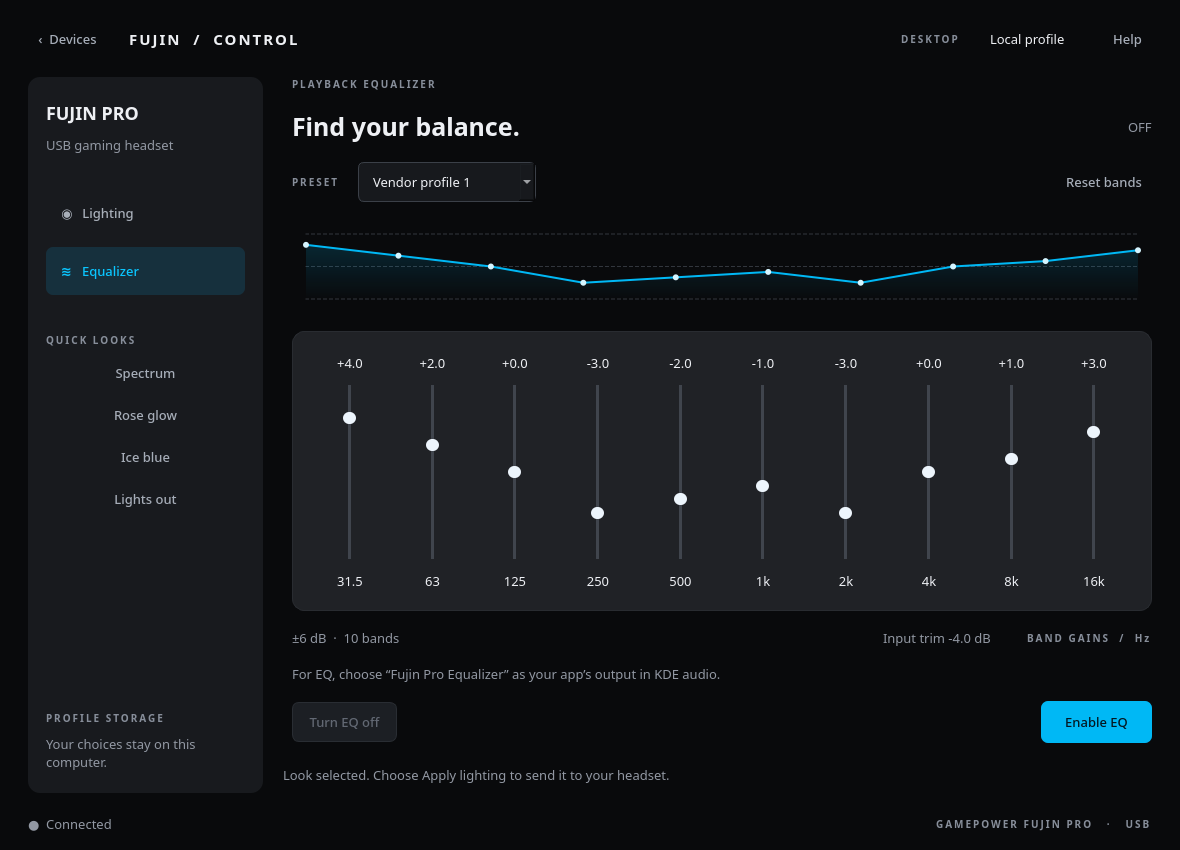 ‹ Devices
FUJIN / CONTROL
DESKTOP
Local profile
Help
FUJIN PRO
USB gaming headset
Lighting
Equalizer
QUICK LOOKS
Spectrum
Rose glow
Ice blue
Lights out
PROFILE STORAGE
Your choices stay on this
computer.
PLAYBACK EQUALIZER
Find your balance.
OFF
PRESET
Vendor profile 1
Reset bands
+4.0 +2.0 +0.0 -3.0 -2.0 -1.0 -3.0 +0.0 +1.0 +3.0
31.5 63 125 250 500 1k 2k 4k 8k 16k
±6 dB · 10 bands
Input trim -4.0 dB
BAND GAINS / Hz
For EQ, choose “Fujin Pro Equalizer” as your app’s output in KDE audio.
Turn EQ off
Enable EQ
Look selected. Choose Apply lighting to send it to your headset.
Connected
GAMEPOWER FUJIN PRO · USB